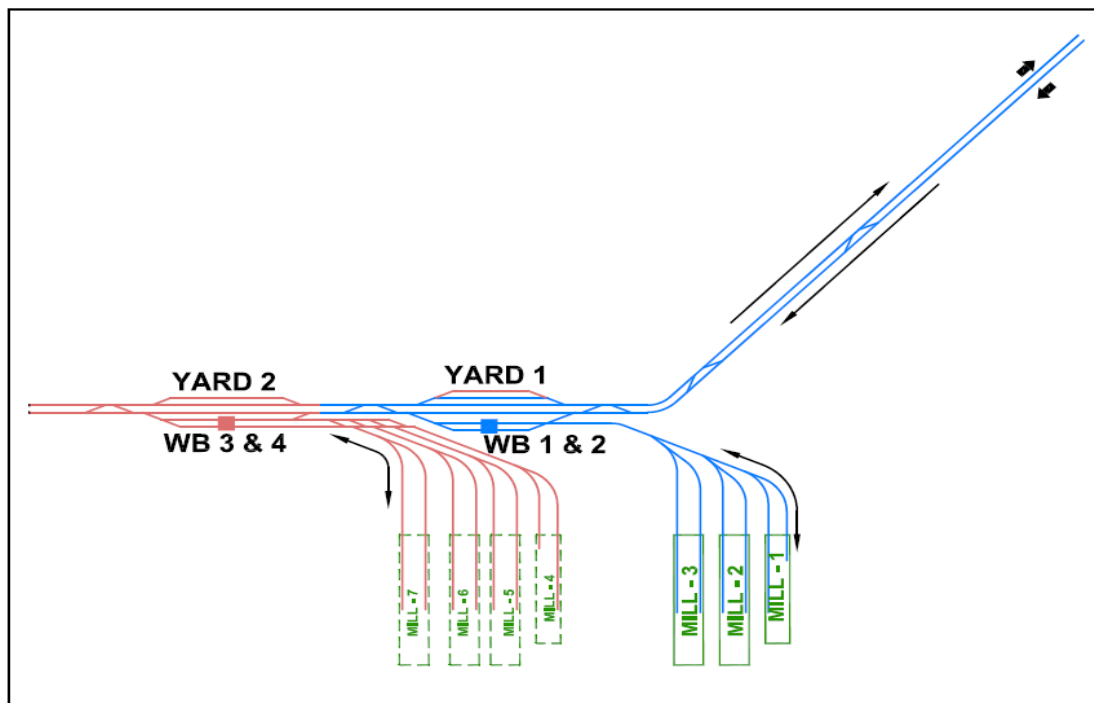 YARD 2
YARD 1
WB 3 & 4
WB 1 & 2
MILL - 7
MILL - 6
MILL - 5
MILL - 4
MILL - 3
MILL - 2
MILL - 1